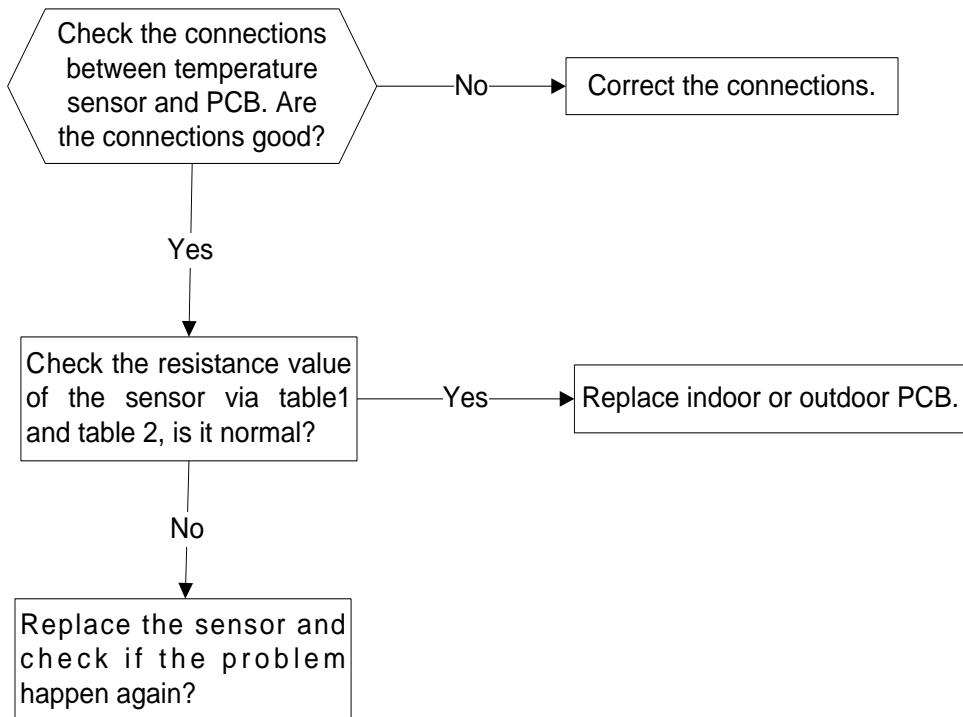 Check the connections
between temperature
sensor and PCB. Are
the connections good?
No
Correct the connections.
Yes
Check the resistance value
of the sensor via table1
and table 2, is it normal?
Yes
Replace indoor or outdoor PCB.
No
Replace the sensor and
check if the problem
happen again?